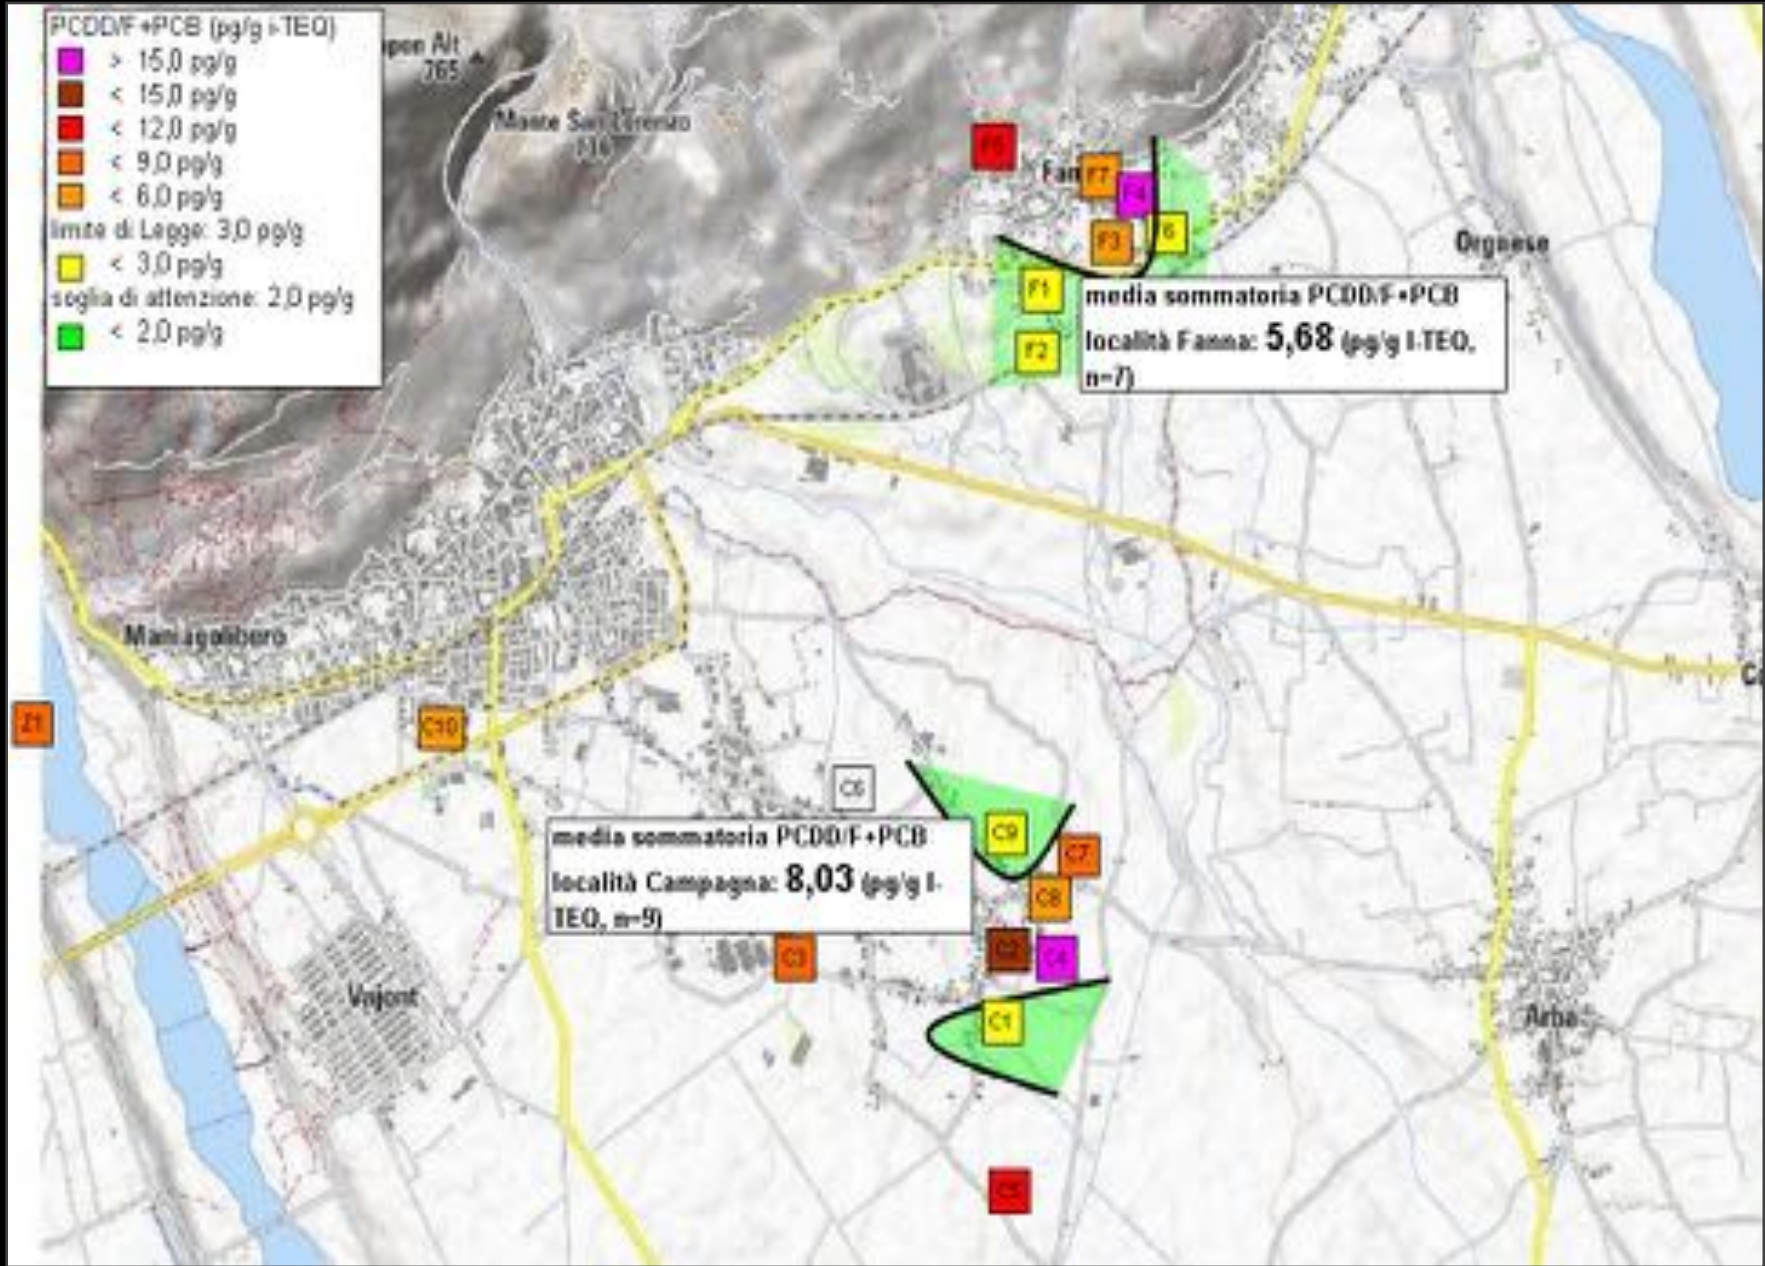 PCDD/F+PCB (pg/g i-TEQ)
> 15,0 pg/g
< 15,0 pg/g
< 12,0 pg/g
< 9,0 pg/g
< 6,0 pg/g
limite di Legge: 3,0 pg/g
< 3,0 pg/g
soglia di attenzione: 2,0 pg/g
< 2,0 pg/g
Alt
765
Monte San Lorenzo
F5
Fan
F7
F4
F3
6
Orgnese
F1
F2
media sommatoria PCDD/F+PCB
località Fanna: 5,68 (pg/g I-TEQ,
n=7)
Maniagolibero
Z1
C10
C6
media sommatoria PCDD/F+PCB
località Campagna: 8,03 (pg/g I-
TEQ, n=9)
C9
C7
C8
C2
C4
C3
C1
Vajont
Arba
C5